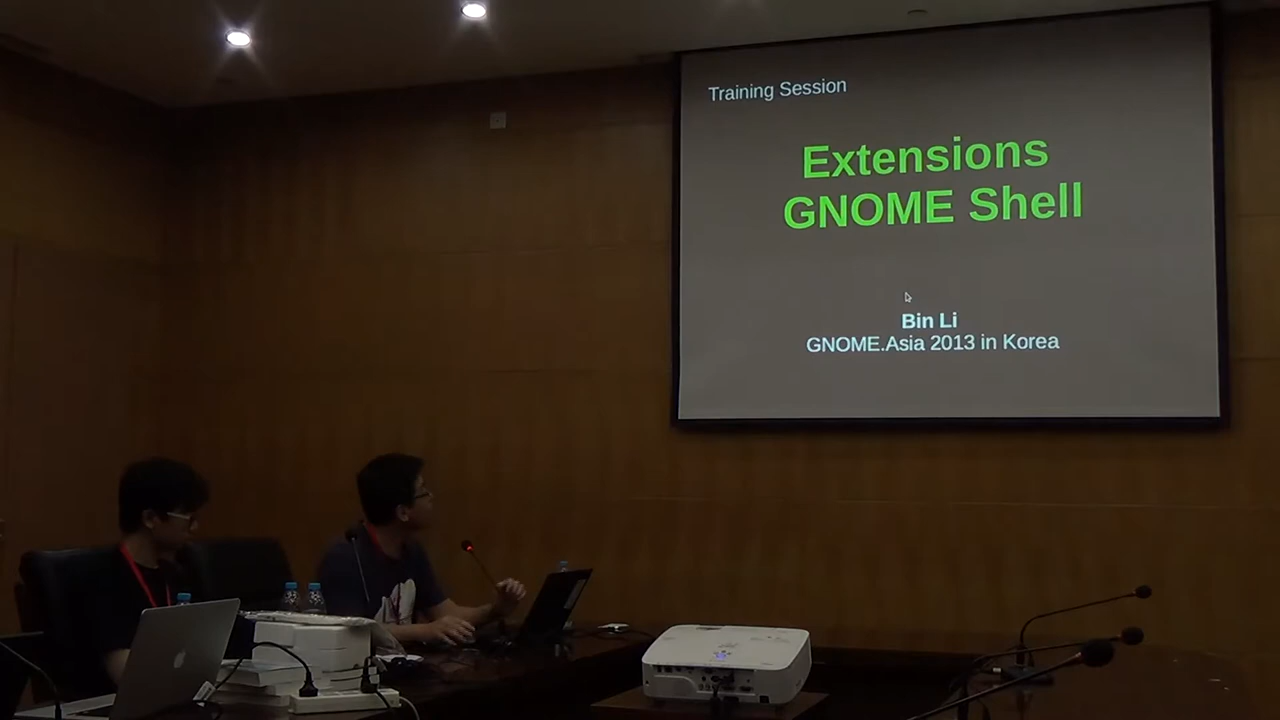 Training Session
Extensions
GNOME Shell
Bin Li
GNOME.Asia 2013 in Korea